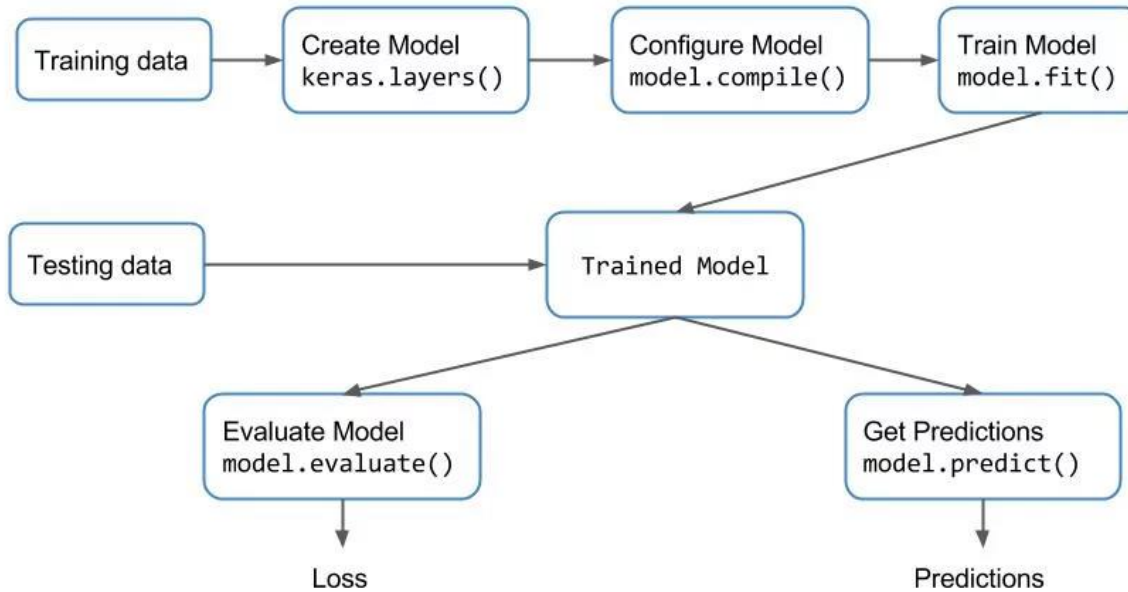 Training data
Create Model
keras.layers()
Configure Model
model.compile()
Train Model
model.fit()
Testing data
Trained Model
Evaluate Model
model.evaluate()
Get Predictions
model.predict()
Loss
Predictions